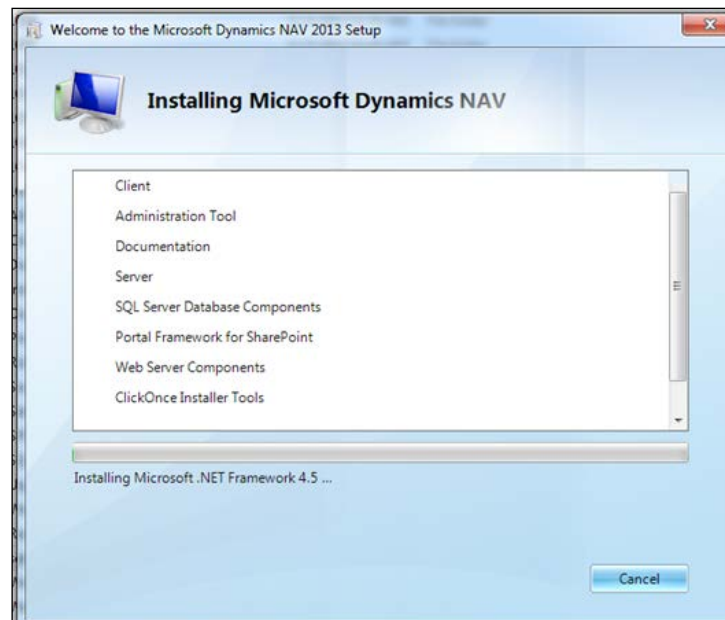 Welcome to the Microsoft Dynamics NAV 2013 Setup
Installing Microsoft Dynamics NAV
Client
Administration Tool
Documentation
Server
SQL Server Database Components
Portal Framework for SharePoint
Web Server Components
ClickOnce Installer Tools
Installing Microsoft .NET Framework 4.5 ...
Cancel